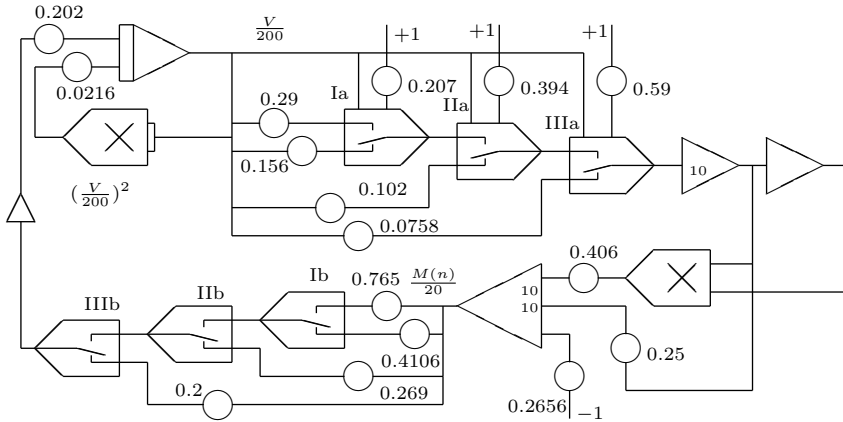 0.202
V/200
+1
+1
+1
0.0216
0.207
0.394
0.59
Ia
IIa
IIIa
0.29
0.156
0.102
0.0758
10
(V/200)^2
0.406
Ib
0.765
M(n)/20
10
10
IIb
IIIb
0.4106
0.25
0.269
0.2
0.2656
−1